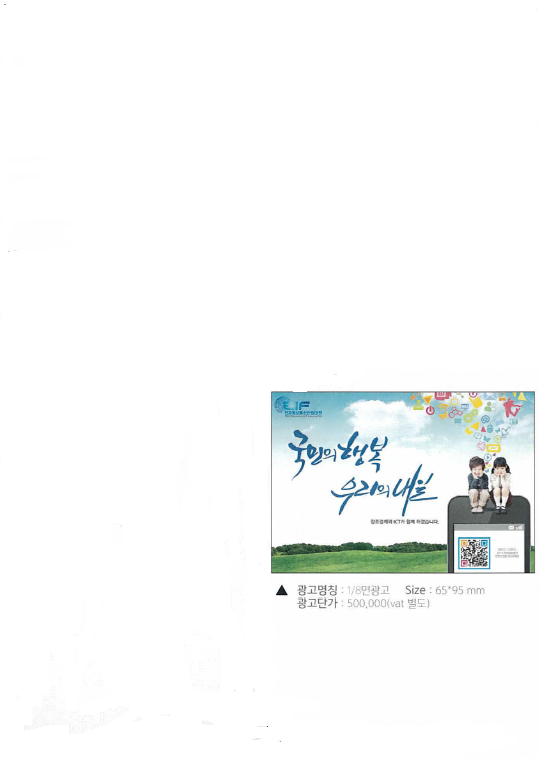 국민의 행복
우리의 내일
창조경제와 ICT가 함께 하겠습니다.
▲ 광고명칭 : 1/8면광고 Size : 65*95 mm
광고단가 : 500,000(vat 별도)